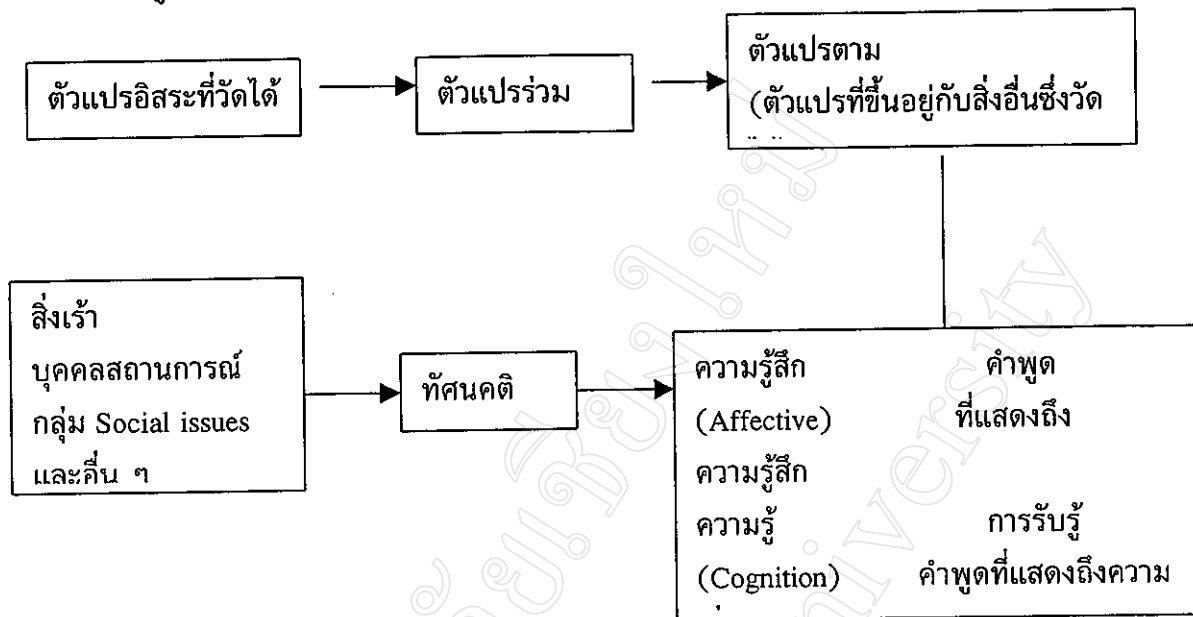 ตัวแปรอิสระที่วัดได้
ตัวแปรร่วม
ตัวแปรตาม
(ตัวแปรที่ขึ้นอยู่กับสิ่งอื่นซึ่งวัด
สิ่งเร้า
บุคคลสถานการณ์
กลุ่ม Social issues
และอื่น ๆ
ทัศนคติ
ความรู้สึก คำพูด
(Affective) ที่แสดงถึง
ความรู้สึก
ความรู้ การรับรู้
(Cognition) คำพูดที่แสดงถึงความ
University